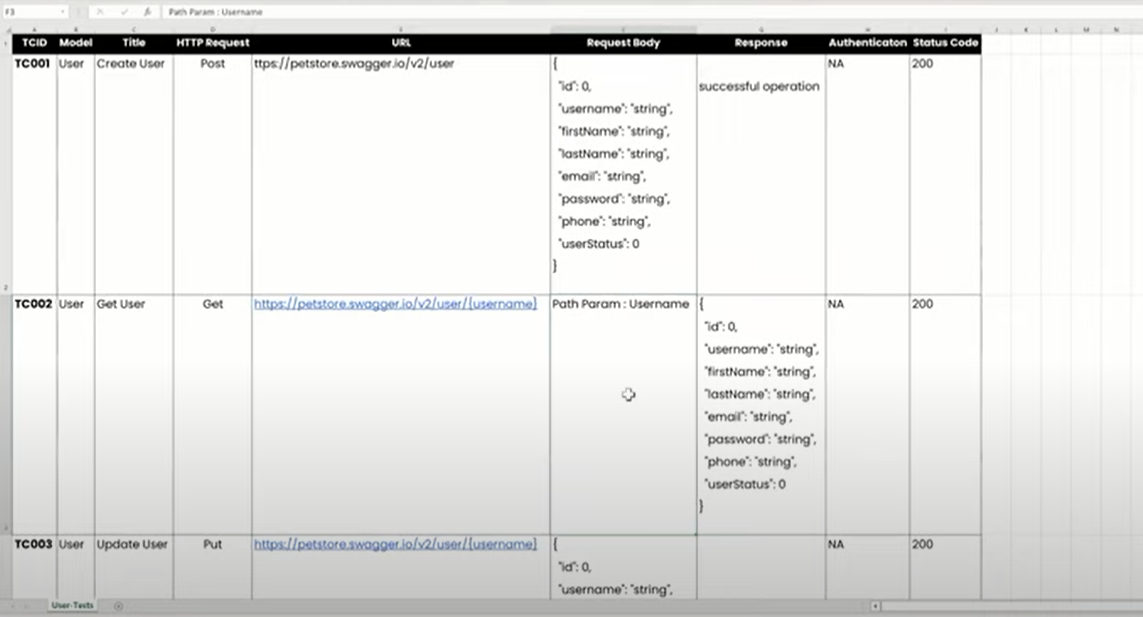 F3
fx
Path Param : Username
A B C D E F G H I J K L M N
TCID Model Title HTTP Request URL Request Body Response Authenticaton Status Code
1
TC001 User Create User Post ttps://petstore.swagger.io/v2/user { NA 200
"id": 0, successful operation
"username": "string",
"firstName": "string",
"lastName": "string",
"email": "string",
"password": "string",
"phone": "string",
"userStatus": 0
}
2
TC002 User Get User Get https://petstore.swagger.io/v2/user/{username} Path Param : Username { NA 200
"id": 0,
"username": "string",
"firstName": "string",
"lastName": "string",
"email": "string",
"password": "string",
"phone": "string",
"userStatus": 0
}
3
TC003 User Update User Put https://petstore.swagger.io/v2/user/{username} { NA 200
"id": 0,
"username": "string",
User-Tests